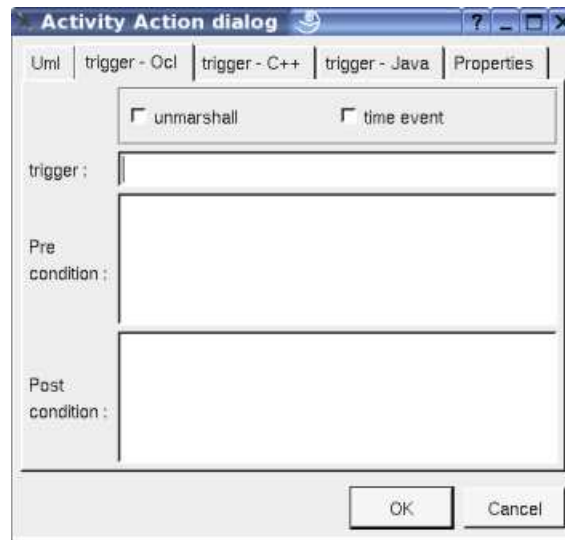 Activity Action dialog
Uml trigger - Ocl trigger - C++ trigger - Java Properties
unmarshall time event
trigger :
Pre
condition :
Post
condition :
OK Cancel